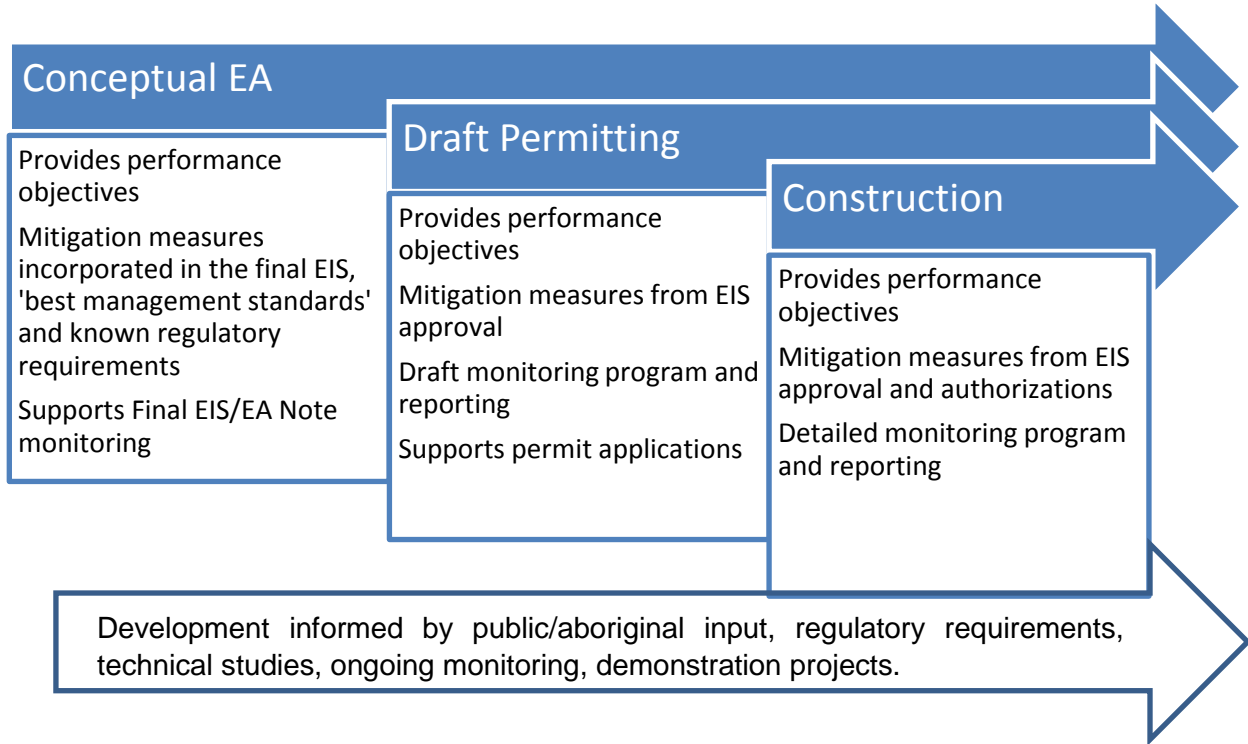 Conceptual EA
Provides performance
objectives
Mitigation measures
incorporated in the final EIS,
'best management standards'
and known regulatory
requirements
Supports Final EIS/EA Note
monitoring
Draft Permitting
Provides performance
objectives
Mitigation measures from EIS
approval
Draft monitoring program and
reporting
Supports permit applications
Construction
Provides performance
objectives
Mitigation measures from EIS
approval and authorizations
Detailed monitoring program
and reporting
Development informed by public/aboriginal input, regulatory requirements,
technical studies, ongoing monitoring, demonstration projects.